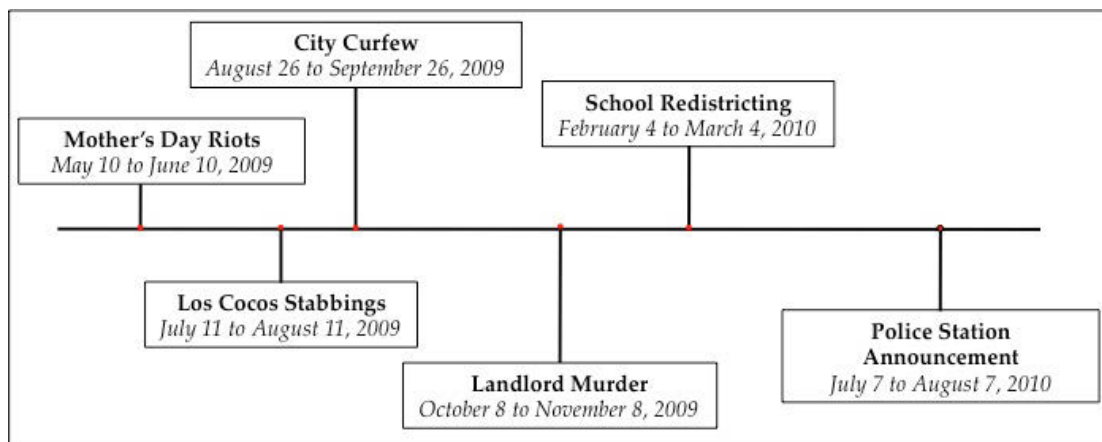 City Curfew
August 26 to September 26, 2009
School Redistricting
February 4 to March 4, 2010
Mother's Day Riots
May 10 to June 10, 2009
Los Cocos Stabbings
July 11 to August 11, 2009
Police Station
Announcement
July 7 to August 7, 2010
Landlord Murder
October 8 to November 8, 2009